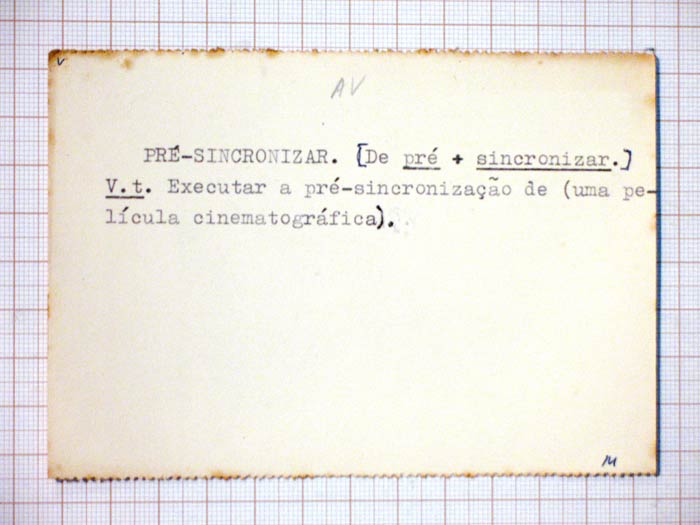 v
AV
PRÉ-SINCRONIZAR. [De pré + sincronizar.]
V.t. Executar a pré-sincronização de (uma pe-
lícula cinematográfica).
M